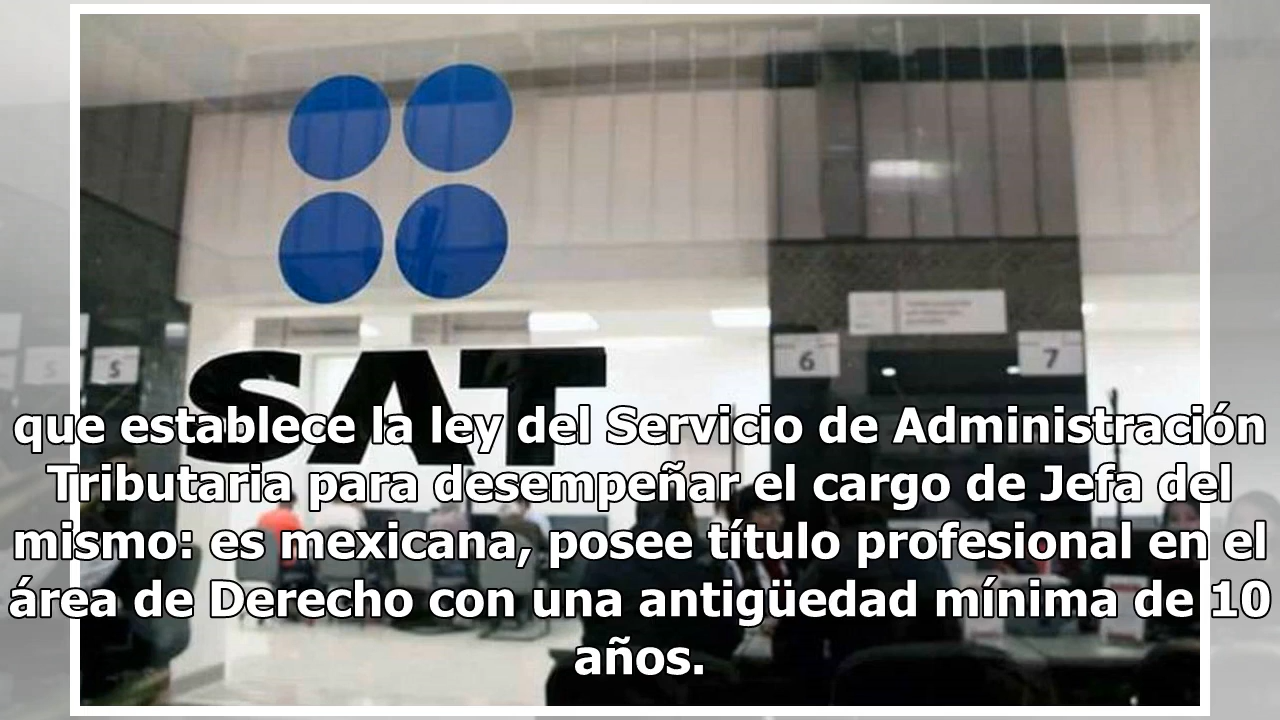 SAT
6
7
S
S
que establece la ley del Servicio de Administración
Tributaria para desempeñar el cargo de Jefa del
mismo: es mexicana, posee título profesional en el
área de Derecho con una antigüedad mínima de 10
años.